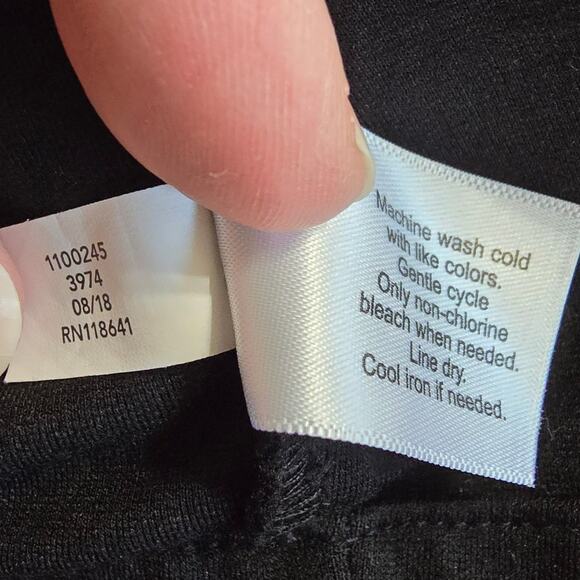 1100245
3974
08/18
RN118641
Machine wash cold
with like colors.
Gentle cycle
Only non-chlorine
bleach when needed.
Line dry.
Cool iron if needed.